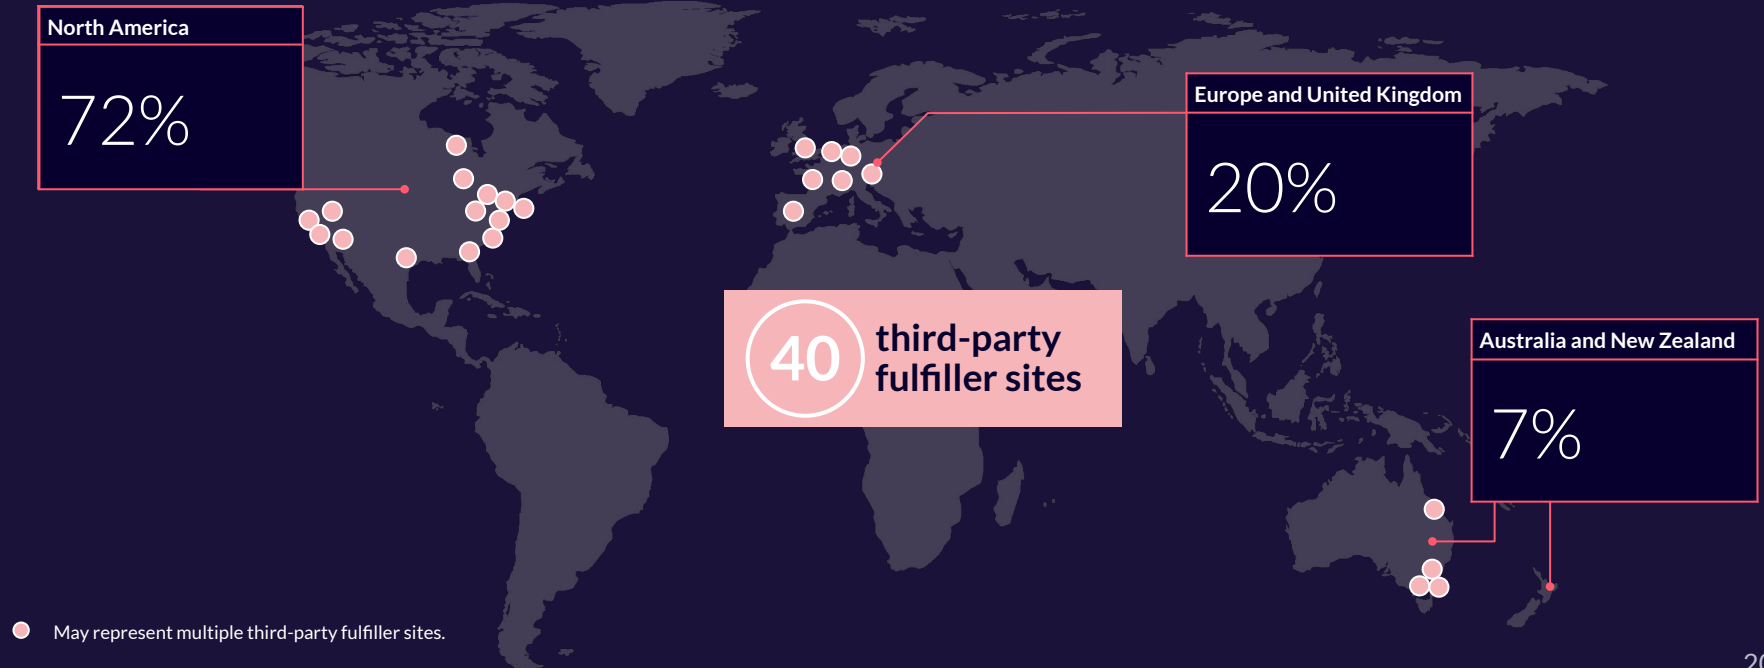 North America
72%
Europe and United Kingdom
20%
40
third-party
fulfiller sites
Australia and New Zealand
7%
May represent multiple third-party fulfiller sites.